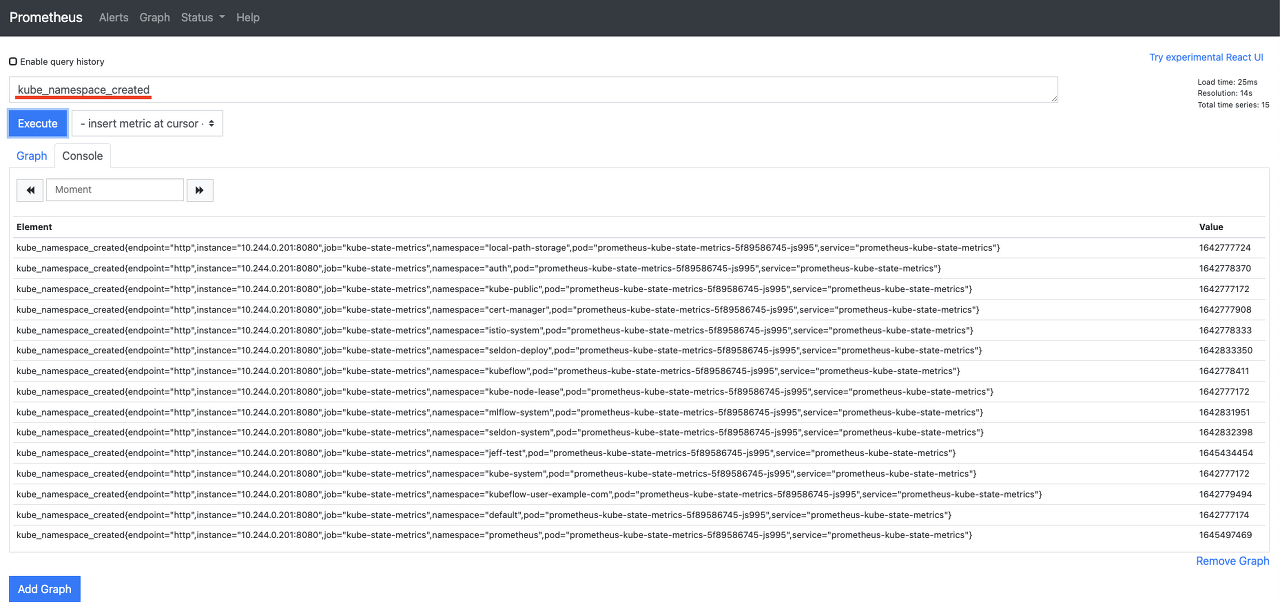 Prometheus Alerts Graph Status Help
Enable query history
Try experimental React UI
kube_namespace_created
Load time: 25ms
Resolution: 14s
Total time series: 15
Execute - insert metric at cursor -
Graph Console
Moment
Element Value
kube_namespace_created{endpoint="http",instance="10.244.0.201:8080",job="kube-state-metrics",namespace="local-path-storage",pod="prometheus-kube-state-metrics-5f89586745-js995",service="prometheus-kube-state-metrics"} 1642777724
kube_namespace_created{endpoint="http",instance="10.244.0.201:8080",job="kube-state-metrics",namespace="auth",pod="prometheus-kube-state-metrics-5f89586745-js995",service="prometheus-kube-state-metrics"} 1642778370
kube_namespace_created{endpoint="http",instance="10.244.0.201:8080",job="kube-state-metrics",namespace="kube-public",pod="prometheus-kube-state-metrics-5f89586745-js995",service="prometheus-kube-state-metrics"} 1642777172
kube_namespace_created{endpoint="http",instance="10.244.0.201:8080",job="kube-state-metrics",namespace="cert-manager",pod="prometheus-kube-state-metrics-5f89586745-js995",service="prometheus-kube-state-metrics"} 1642777908
kube_namespace_created{endpoint="http",instance="10.244.0.201:8080",job="kube-state-metrics",namespace="istio-system",pod="prometheus-kube-state-metrics-5f89586745-js995",service="prometheus-kube-state-metrics"} 1642778333
kube_namespace_created{endpoint="http",instance="10.244.0.201:8080",job="kube-state-metrics",namespace="seldon-deploy",pod="prometheus-kube-state-metrics-5f89586745-js995",service="prometheus-kube-state-metrics"} 1642833350
kube_namespace_created{endpoint="http",instance="10.244.0.201:8080",job="kube-state-metrics",namespace="kubeflow",pod="prometheus-kube-state-metrics-5f89586745-js995",service="prometheus-kube-state-metrics"} 1642778411
kube_namespace_created{endpoint="http",instance="10.244.0.201:8080",job="kube-state-metrics",namespace="kube-node-lease",pod="prometheus-kube-state-metrics-5f89586745-js995",service="prometheus-kube-state-metrics"} 1642777172
kube_namespace_created{endpoint="http",instance="10.244.0.201:8080",job="kube-state-metrics",namespace="mlflow-system",pod="prometheus-kube-state-metrics-5f89586745-js995",service="prometheus-kube-state-metrics"} 1642831951
kube_namespace_created{endpoint="http",instance="10.244.0.201:8080",job="kube-state-metrics",namespace="seldon-system",pod="prometheus-kube-state-metrics-5f89586745-js995",service="prometheus-kube-state-metrics"} 1642832398
kube_namespace_created{endpoint="http",instance="10.244.0.201:8080",job="kube-state-metrics",namespace="jeff-test",pod="prometheus-kube-state-metrics-5f89586745-js995",service="prometheus-kube-state-metrics"} 1645434454
kube_namespace_created{endpoint="http",instance="10.244.0.201:8080",job="kube-state-metrics",namespace="kube-system",pod="prometheus-kube-state-metrics-5f89586745-js995",service="prometheus-kube-state-metrics"} 1642777172
kube_namespace_created{endpoint="http",instance="10.244.0.201:8080",job="kube-state-metrics",namespace="kubeflow-user-example-com",pod="prometheus-kube-state-metrics-5f89586745-js995",service="prometheus-kube-state-metrics"} 1642779494
kube_namespace_created{endpoint="http",instance="10.244.0.201:8080",job="kube-state-metrics",namespace="default",pod="prometheus-kube-state-metrics-5f89586745-js995",service="prometheus-kube-state-metrics"} 1642777174
kube_namespace_created{endpoint="http",instance="10.244.0.201:8080",job="kube-state-metrics",namespace="prometheus",pod="prometheus-kube-state-metrics-5f89586745-js995",service="prometheus-kube-state-metrics"} 1645497469
Remove Graph
Add Graph